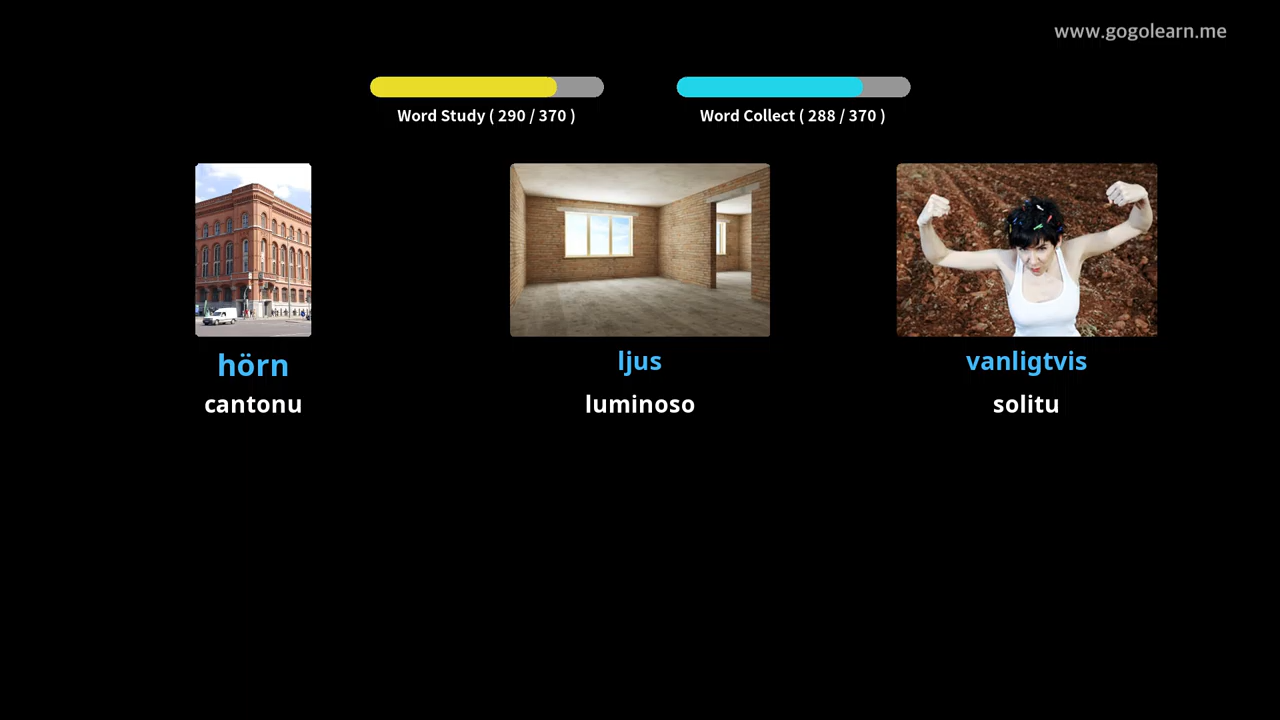 www.gogolearn.me
Word Study ( 290 / 370 )
Word Collect ( 288 / 370 )
hörn
ljus
vanligtvis
cantonu
luminoso
solitu